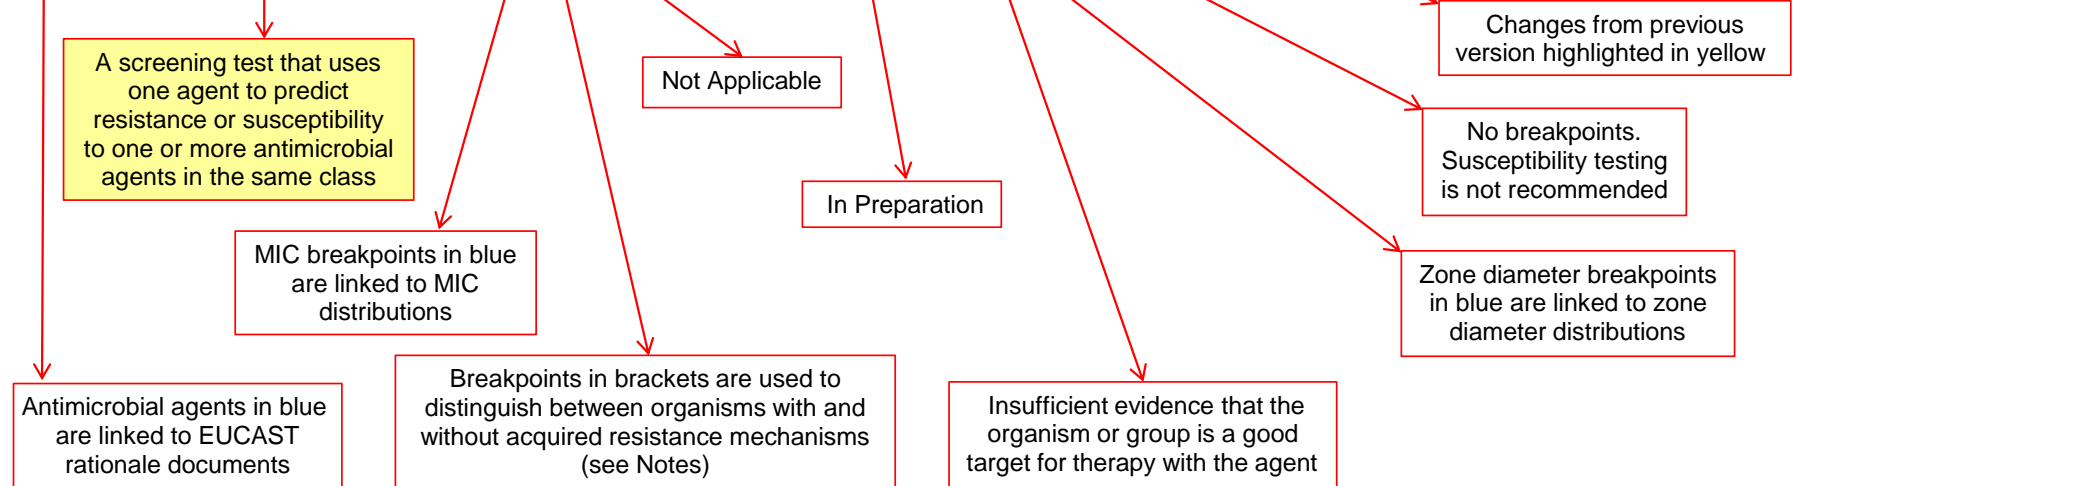 Changes from previous
version highlighted in yellow
A screening test that uses
one agent to predict
resistance or susceptibility
to one or more antimicrobial
agents in the same class
Not Applicable
No breakpoints.
Susceptibility testing
is not recommended
In Preparation
MIC breakpoints in blue
are linked to MIC
distributions
Zone diameter breakpoints
in blue are linked to zone
diameter distributions
Antimicrobial agents in blue
are linked to EUCAST
rationale documents
Breakpoints in brackets are used to
distinguish between organisms with and
without acquired resistance mechanisms
(see Notes)
Insufficient evidence that the
organism or group is a good
target for therapy with the agent